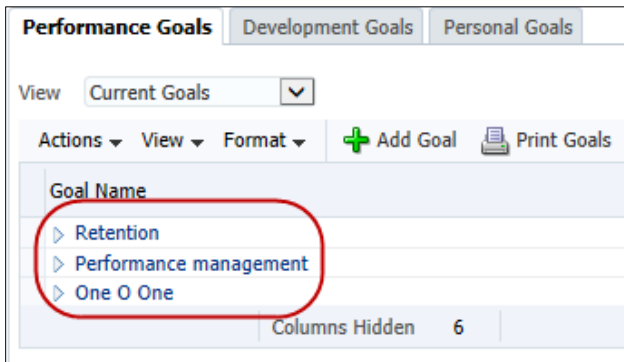 Performance Goals Development Goals Personal Goals
View Current Goals
Actions View Format Add Goal Print Goals
Goal Name
Retention
Performance management
One O One
Columns Hidden 6